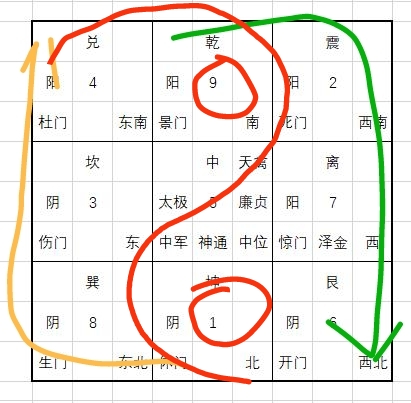 兑 乾 震
阳 4 阳 9 阳 2
杜门 东南 景门 南 死门 西南
坎 中 天禽 离
阴 3 太极 5 廉贞 阳 7
伤门 东 中军 神通 中位 惊门 泽金 西
巽 坤 艮
阴 8 阴 1 阴 6
生门 东北 休门 北 开门 西北